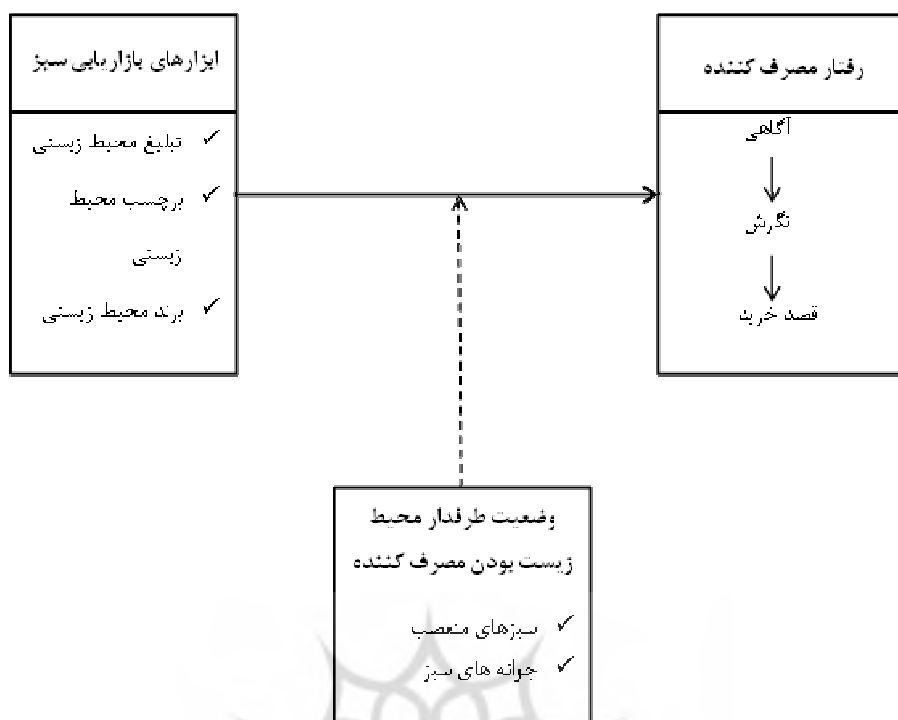 ابزارهای بازاریابی سبز
✓ تبلیغ محیط زیستی
✓ برچسب محیط
زیستی
✓ برند محیط زیستی
رفتار مصرف کننده
آگاهی
نگرش
قصد خرید
وضعیت طرفدار محیط
زیست بودن مصرف کننده
✓ سبزهای متعصب
✓ جوانه های سبز